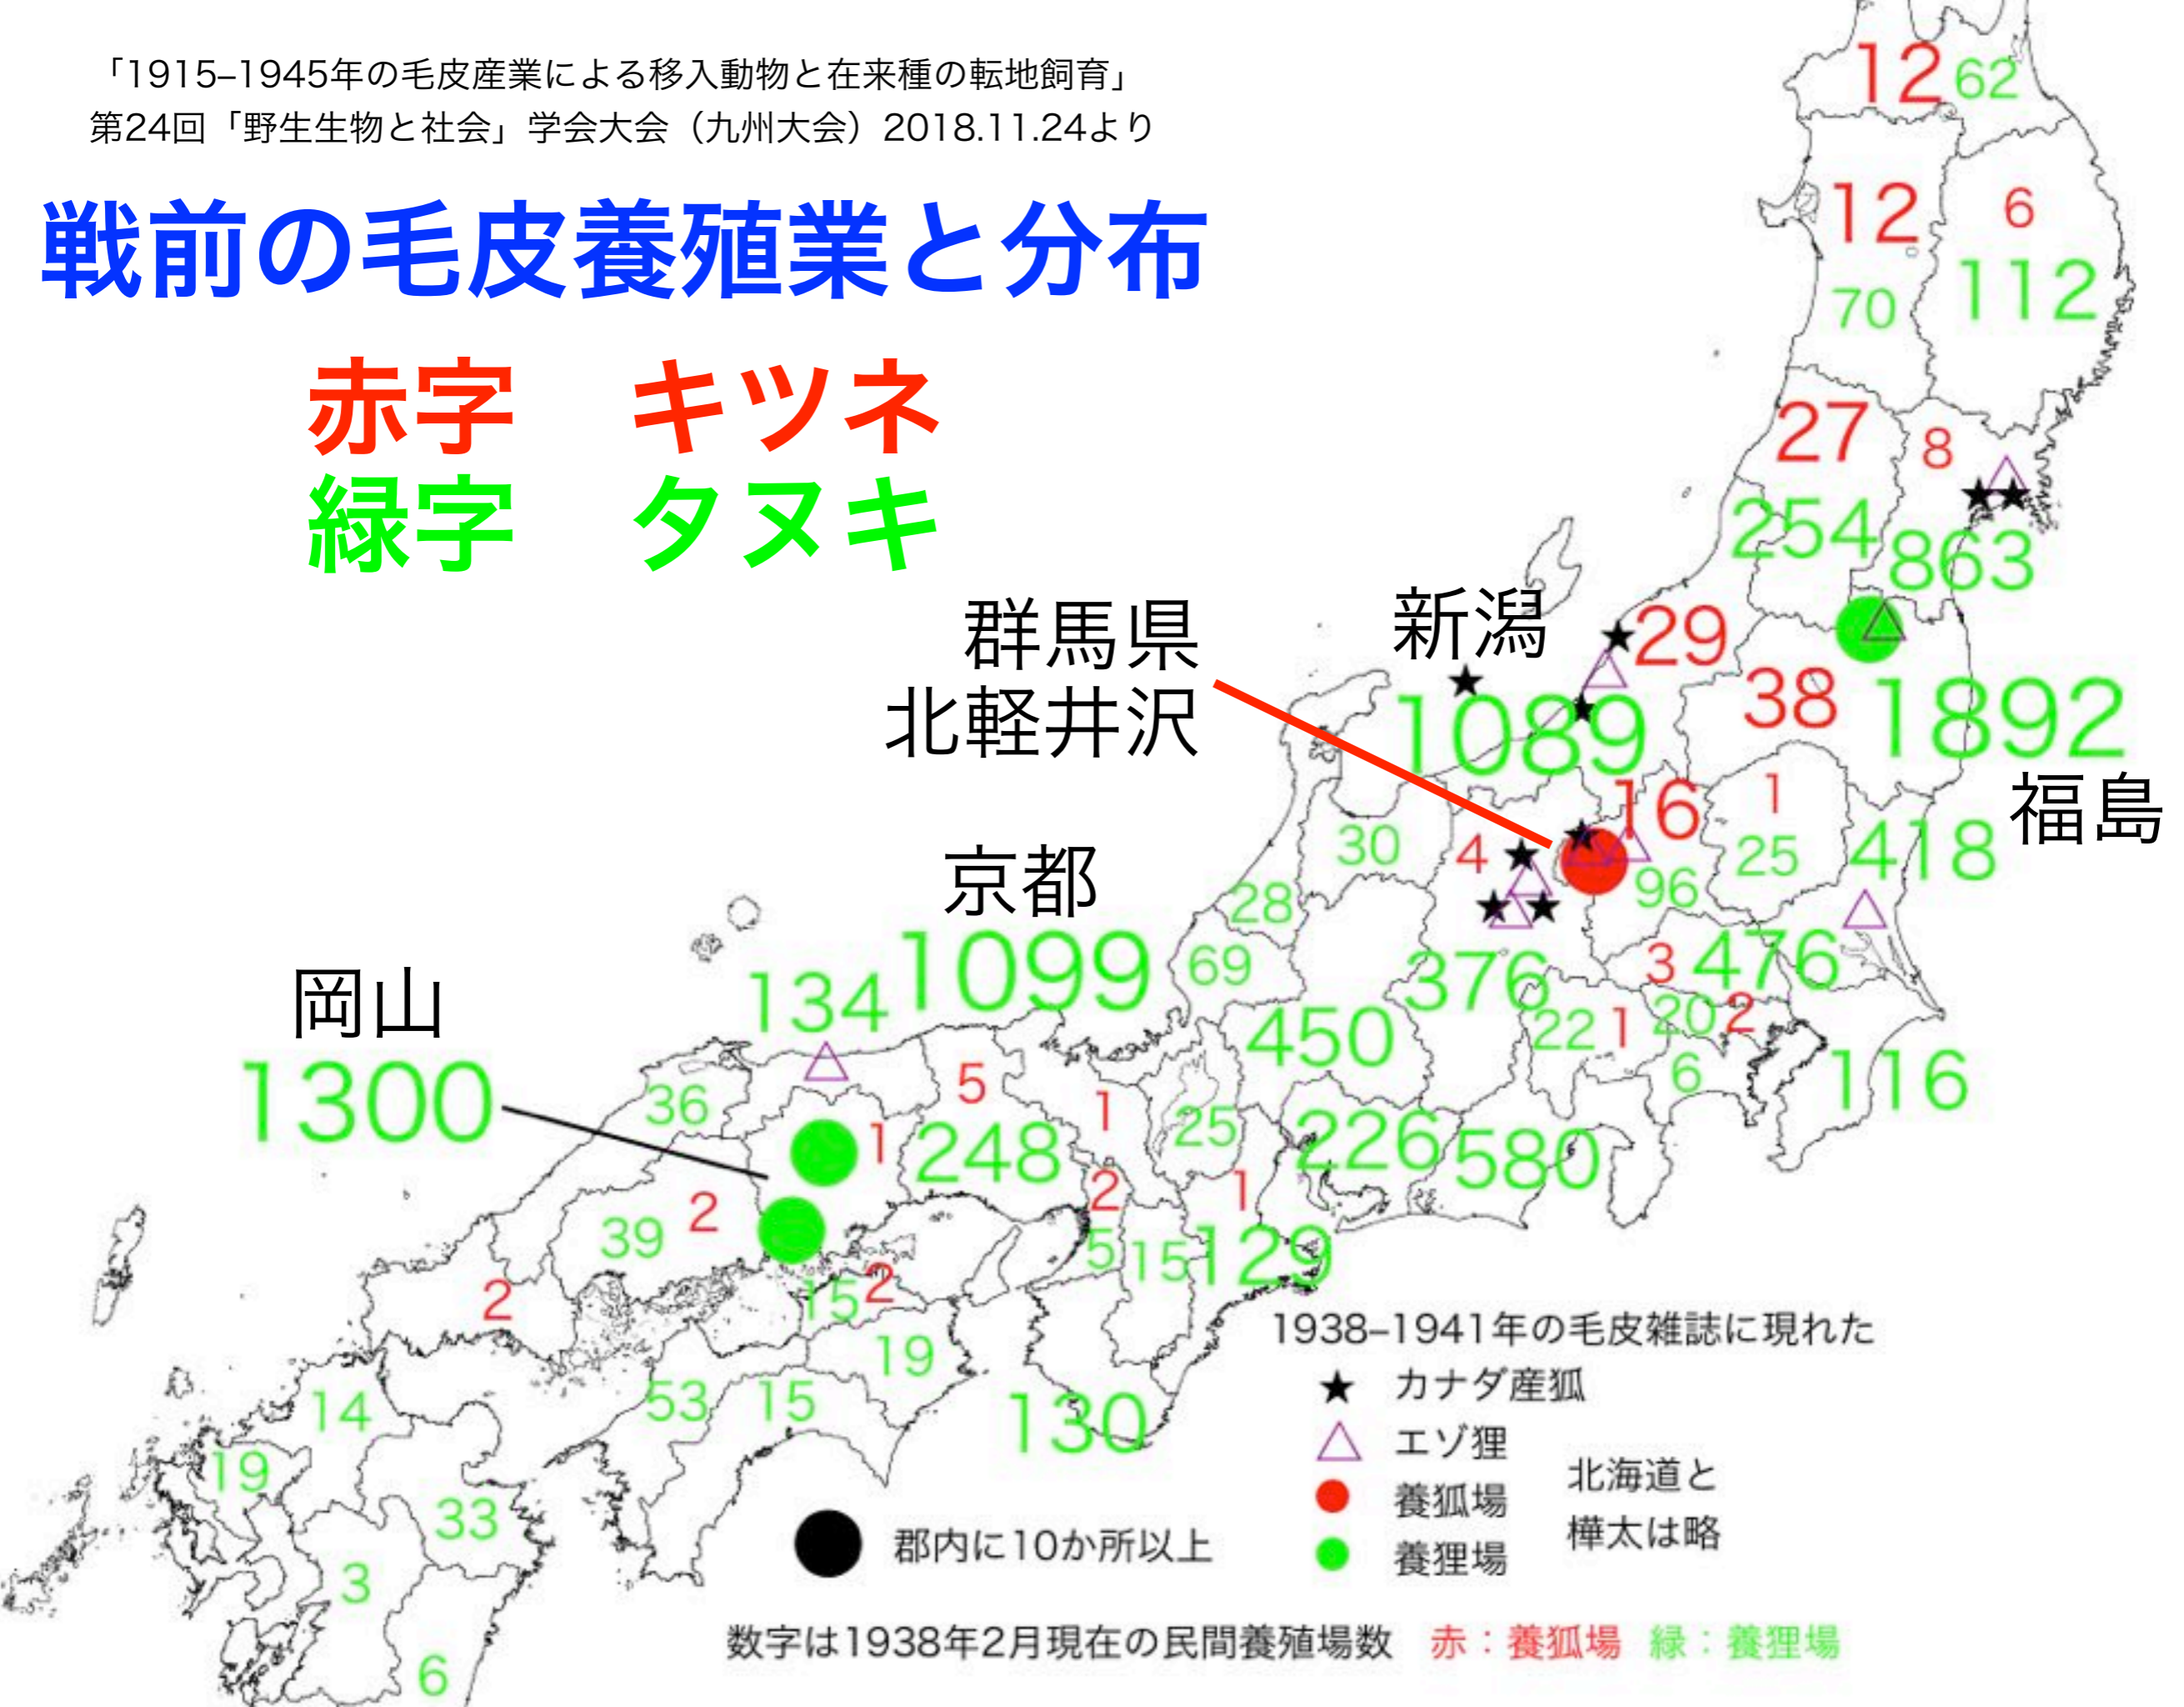 「1915–1945年の毛皮産業による移入動物と在来種の転地飼育」
第24回「野生生物と社会」学会大会（九州大会）2018.11.24より
戦前の毛皮養殖業と分布
赤字　キツネ
緑字　タヌキ
12 62
12 6
70 112
27 8
254 863
新潟
29
群馬県
北軽井沢
1089
38 1892
福島
16 1
30 4 96 25 418
京都
28
1099 69 376 3 476
岡山
134
450 22 1 20 2
1300
36 5 1 25 6 116
1 248 226 580
2 1
39 2 5 15 129
2 15 2
19
53 15 130
14
19
33
3
6
1938–1941年の毛皮雑誌に現れた
★ カナダ産狐
△ エゾ狸
養狐場
養狸場
北海道と
樺太は略
郡内に10か所以上
数字は1938年2月現在の民間養殖場数　赤：養狐場　緑：養狸場